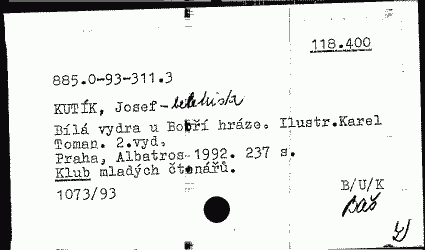 118.400
885.0-93-311.3
KUTÍK, Josef-
Bílá vydra u Bobří hráze. Ilustr.Karel
Toman. 2.vyd.
Praha, Albatros 1992. 237 s.
Klub mladých čtenářů.
1073/93 B/U/K